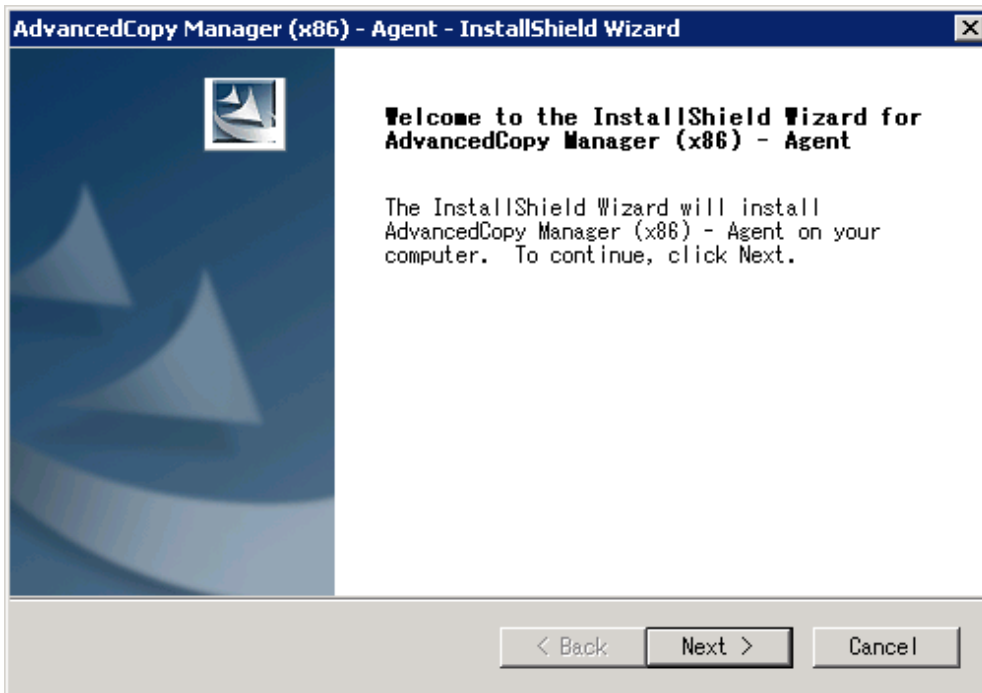 AdvancedCopy Manager (x86) - Agent - InstallShield Wizard
Welcome to the InstallShield Wizard for
AdvancedCopy Manager (x86) - Agent
The InstallShield Wizard will install
AdvancedCopy Manager (x86) - Agent on your
computer.  To continue, click Next.
< Back Next > Cancel